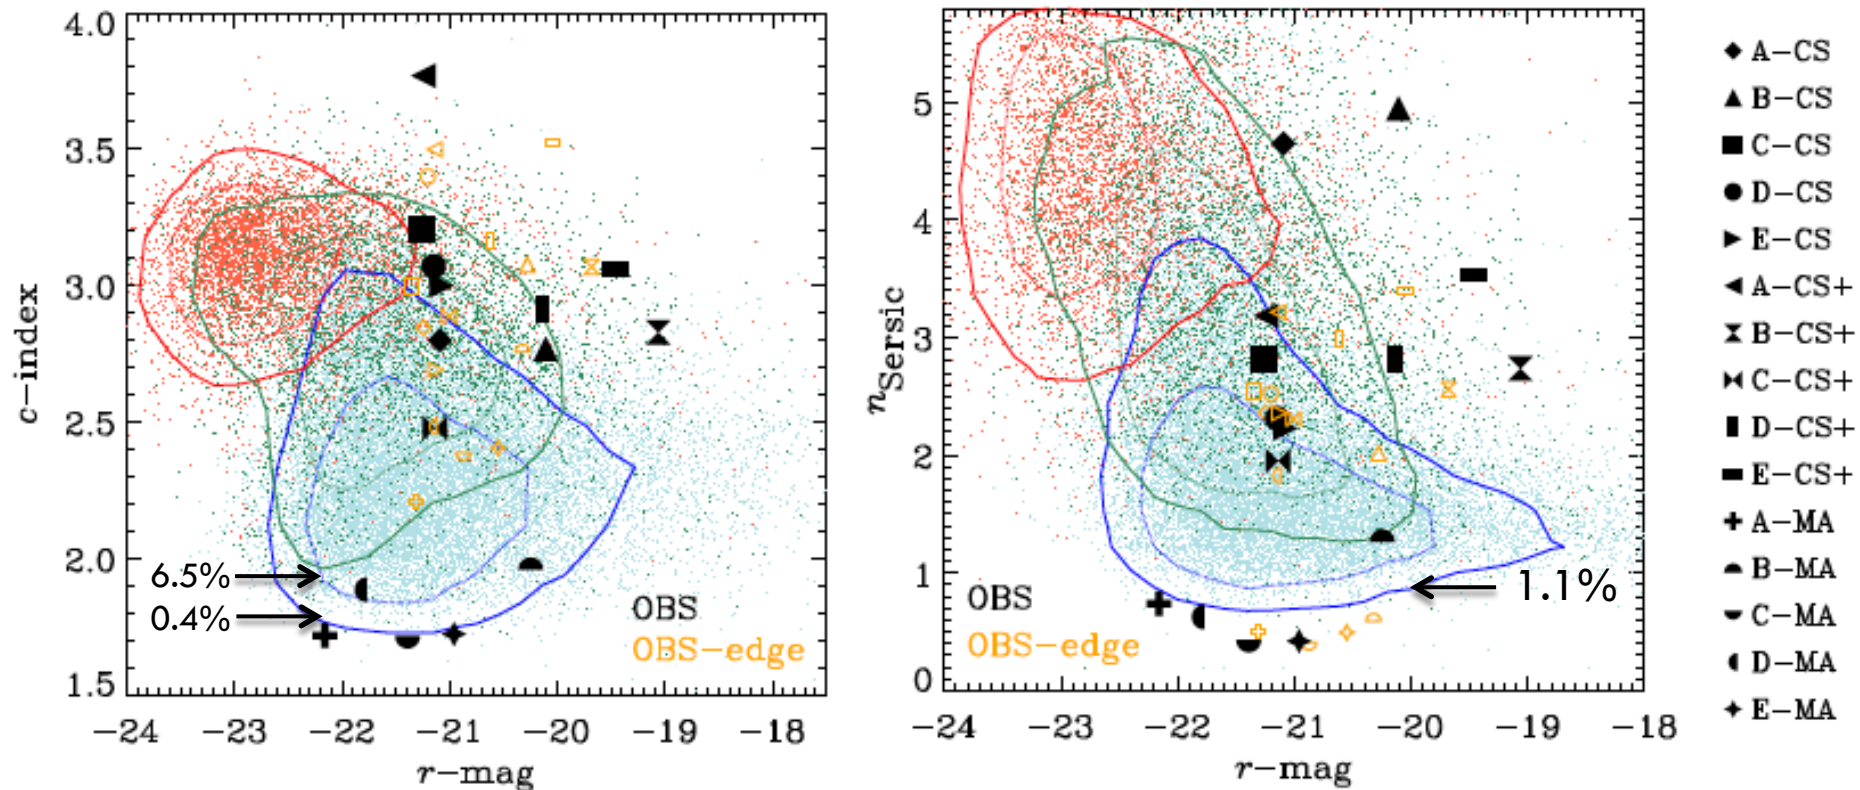 4.0
3.5
3.0
2.5
2.0
1.5
c-index
6.5%
0.4%
OBS
OBS-edge
-24 -23 -22 -21 -20 -19 -18
r-mag
5
4
3
2
1
0
nSersic
OBS
OBS-edge
1.1%
-24 -23 -22 -21 -20 -19 -18
r-mag
A-CS
B-CS
C-CS
D-CS
E-CS
A-CS+
B-CS+
C-CS+
D-CS+
E-CS+
A-MA
B-MA
C-MA
D-MA
E-MA